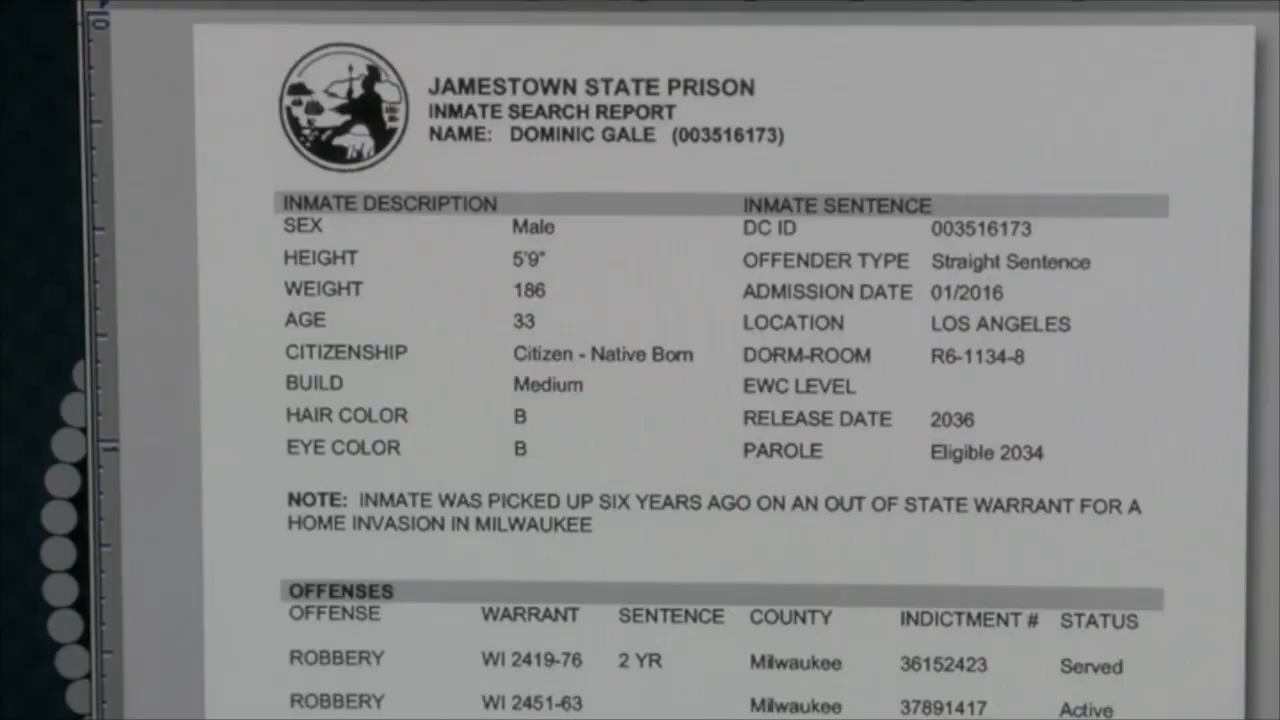 JAMESTOWN STATE PRISON
INMATE SEARCH REPORT
NAME: DOMINIC GALE (003516173)
INMATE DESCRIPTION INMATE SENTENCE
SEX Male DC ID 003516173
HEIGHT 5'9" OFFENDER TYPE Straight Sentence
WEIGHT 186 ADMISSION DATE 01/2016
AGE 33 LOCATION LOS ANGELES
CITIZENSHIP Citizen - Native Born DORM-ROOM R6-1134-8
BUILD Medium EWC LEVEL
HAIR COLOR B RELEASE DATE 2036
EYE COLOR B PAROLE Eligible 2034
NOTE: INMATE WAS PICKED UP SIX YEARS AGO ON AN OUT OF STATE WARRANT FOR A
HOME INVASION IN MILWAUKEE
OFFENSES
OFFENSE WARRANT SENTENCE COUNTY INDICTMENT # STATUS
ROBBERY WI 2419-76 2 YR Milwaukee 36152423 Served
ROBBERY WI 2451-63 Milwaukee 37891417 Active